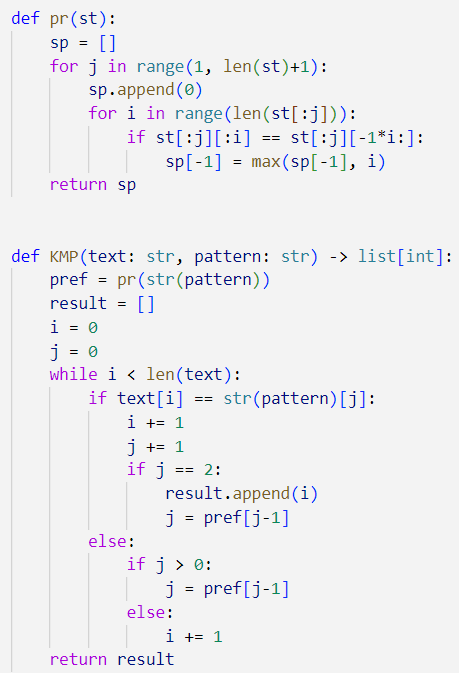 def pr(st):
    sp = []
    for j in range(1, len(st)+1):
        sp.append(0)
        for i in range(len(st[:j])):
            if st[:j][:i] == st[:j][-1*i:]:
                sp[-1] = max(sp[-1], i)
    return sp

def KMP(text: str, pattern: str) -> list[int]:
    pref = pr(str(pattern))
    result = []
    i = 0
    j = 0
    while i < len(text):
        if text[i] == str(pattern)[j]:
            i += 1
            j += 1
            if j == 2:
                result.append(i)
                j = pref[j-1]
        else:
            if j > 0:
                j = pref[j-1]
            else:
                i += 1
    return result